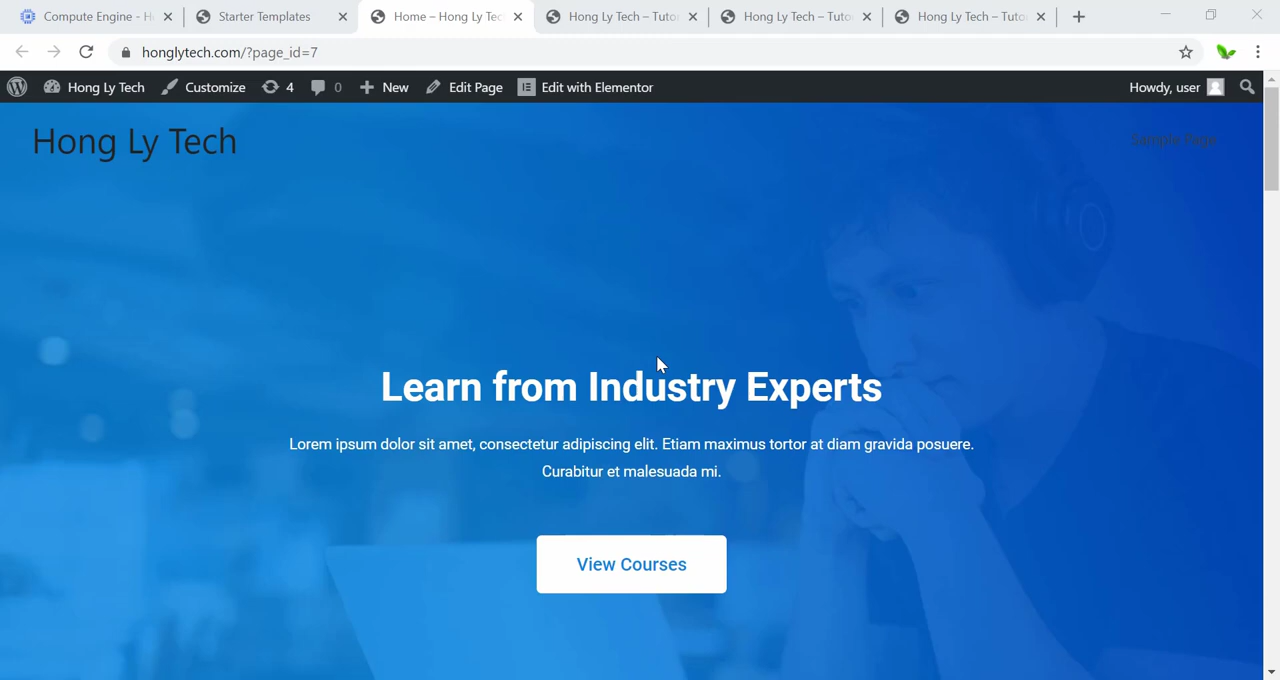 Compute Engine - H
Starter Templates
Home – Hong Ly Tec
Hong Ly Tech – Tuto
Hong Ly Tech – Tuto
Hong Ly Tech – Tuto
honglytech.com/?page_id=7
Hong Ly Tech
Customize
4
0
New
Edit Page
Edit with Elementor
Howdy, user
Hong Ly Tech
Sample Page
Learn from Industry Experts
Lorem ipsum dolor sit amet, consectetur adipiscing elit. Etiam maximus tortor at diam gravida posuere.
Curabitur et malesuada mi.
View Courses